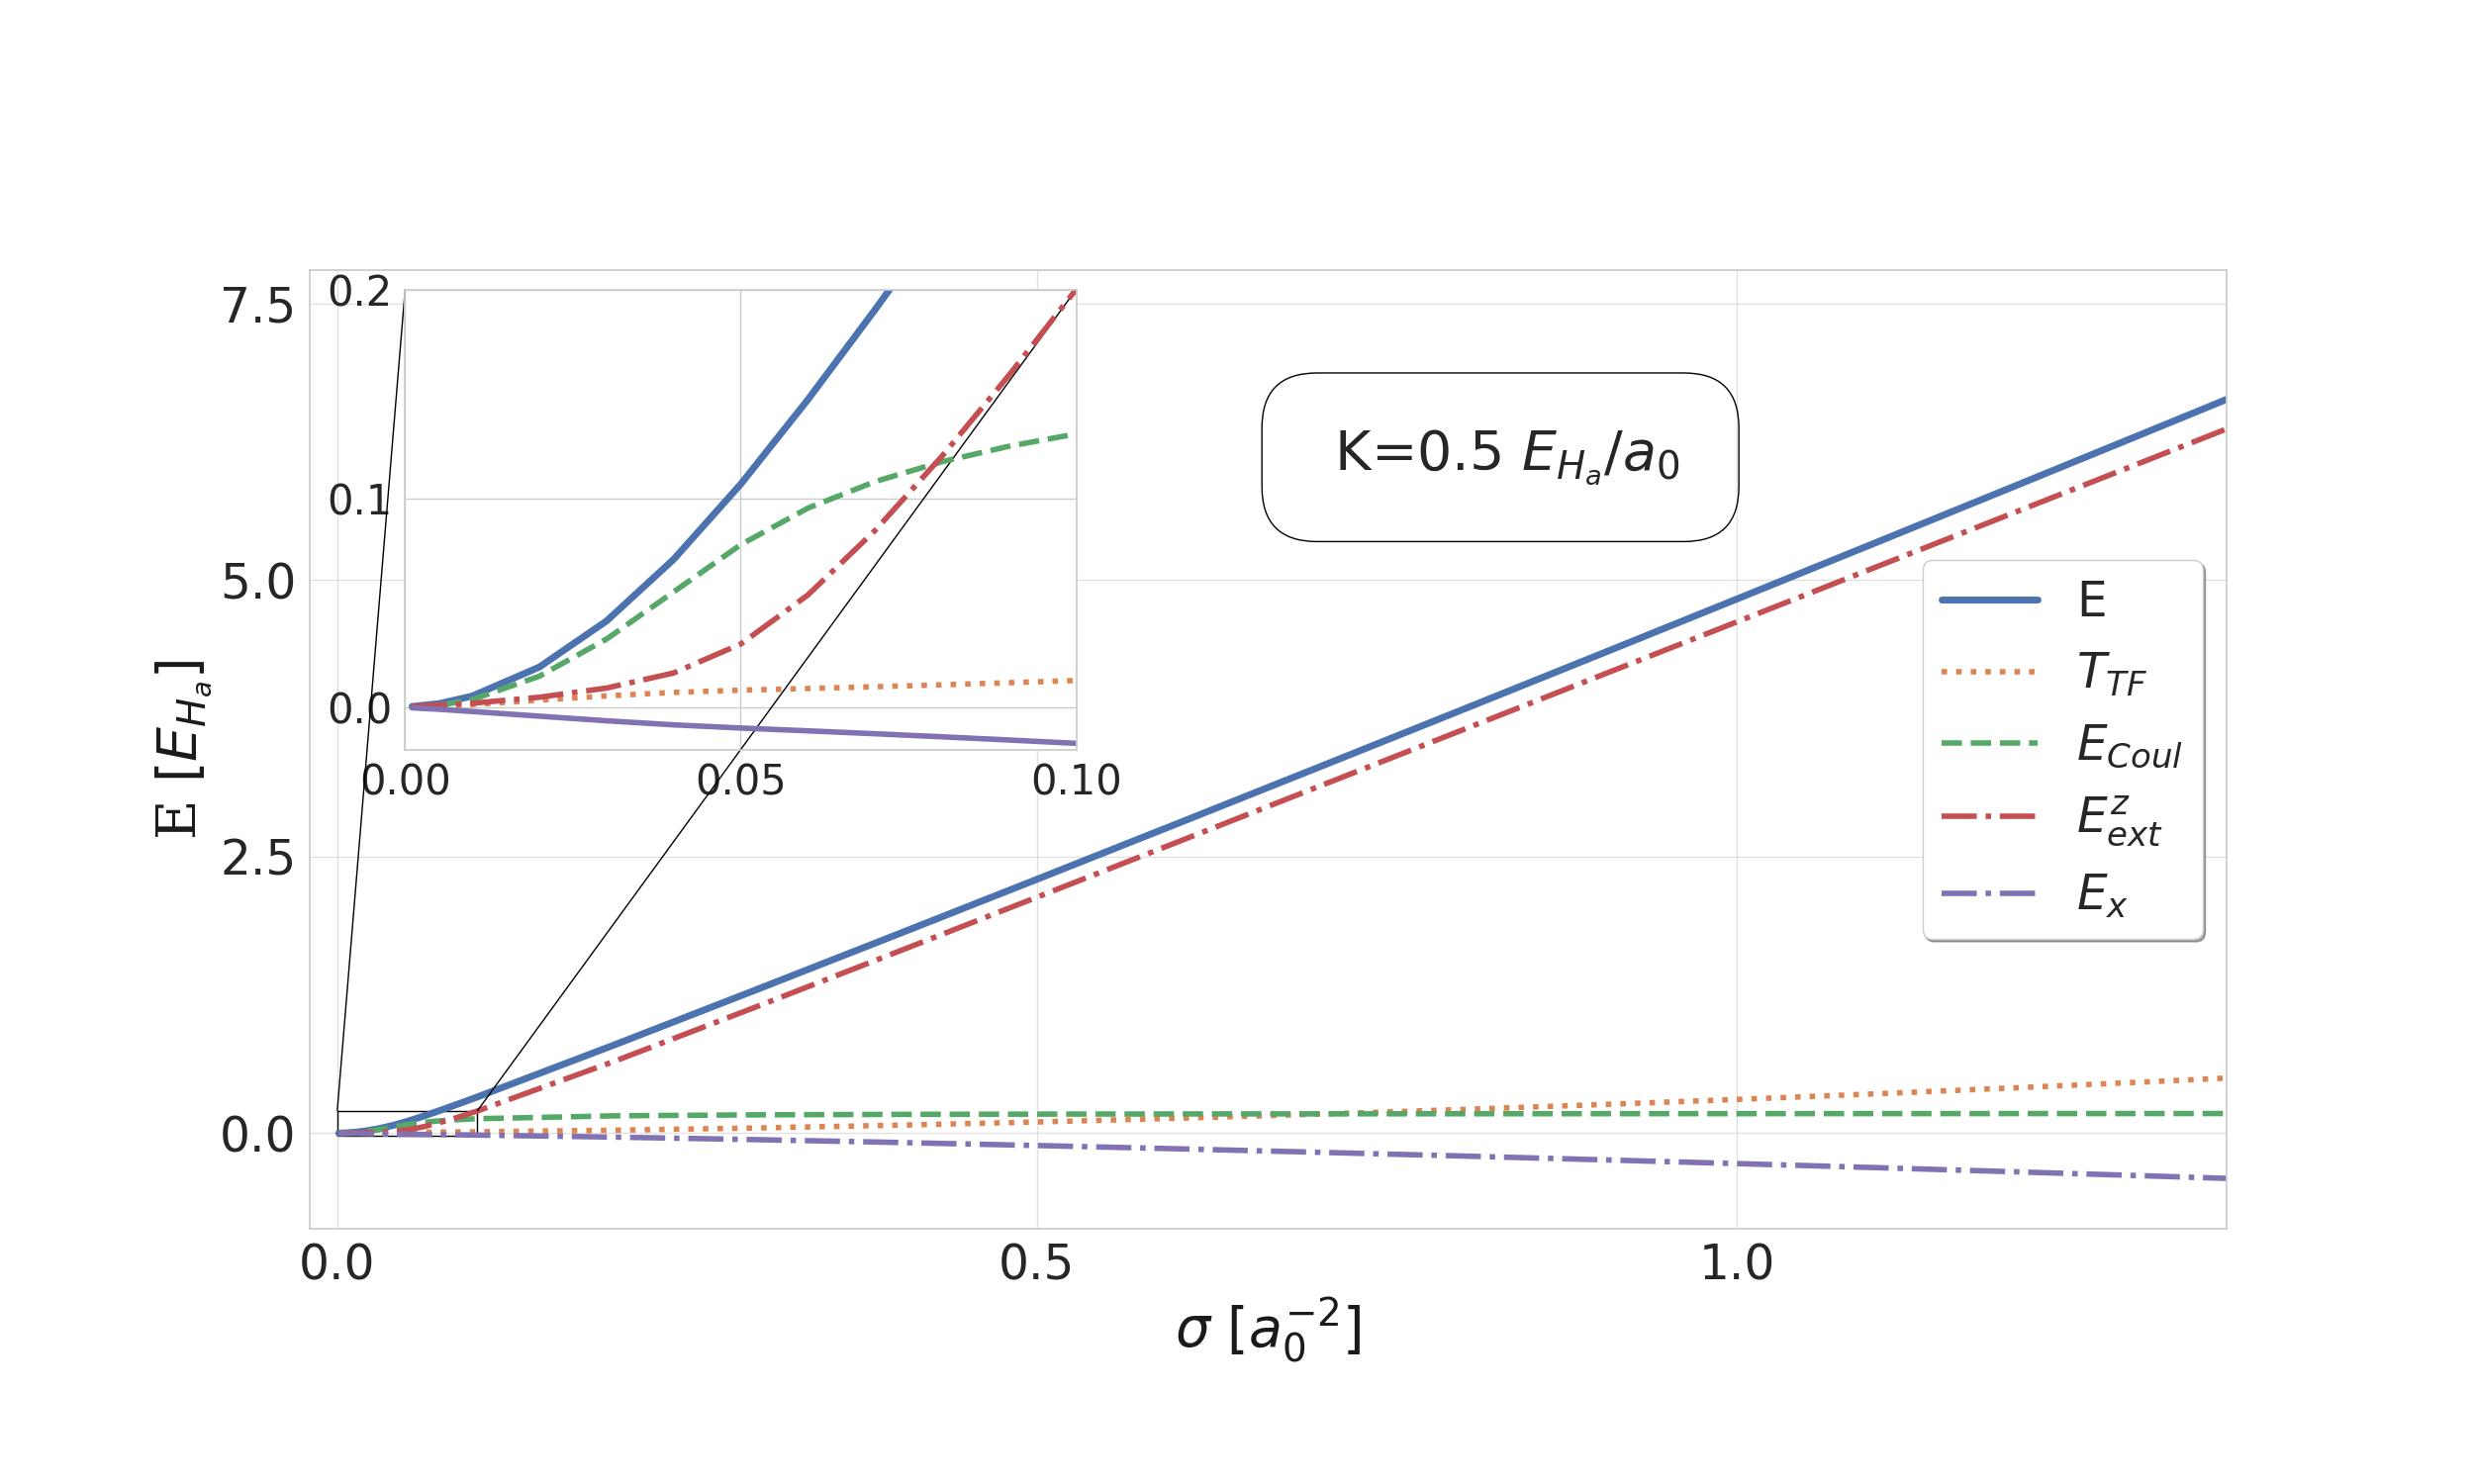 7.5
5.0
2.5
0.0
E [$E_{H_a}$]
0.2
0.1
0.0
0.00 0.05 0.10
K=0.5 $E_{H_a}/a_0$
E
$T_{TF}$
$E_{Coul}$
$E^z_{ext}$
$E_x$
0.0 0.5 1.0
$σ$ [$a_0^{-2}$]